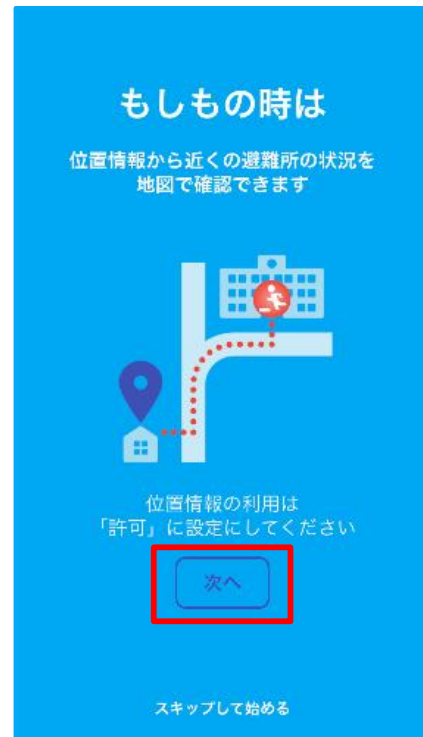 もしもの時は
位置情報から近くの避難所の状況を
地図で確認できます
位置情報の利用は
「許可」に設定にしてください
次へ
スキップして始める